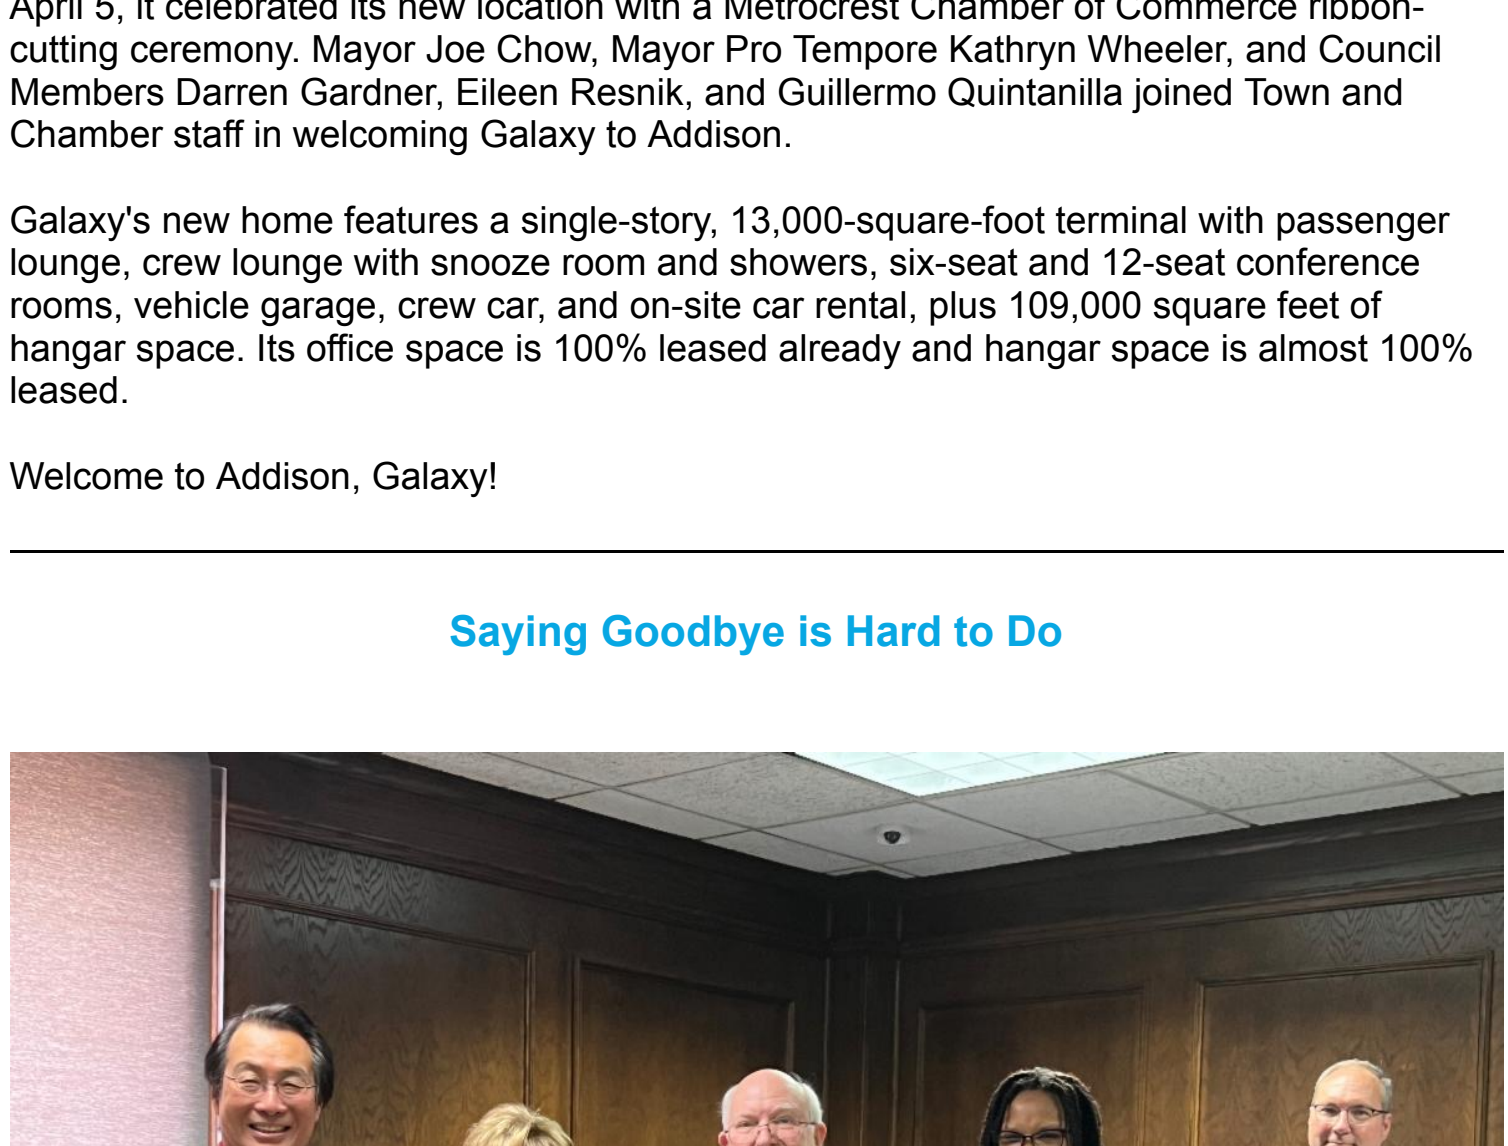 April 5, it celebrated its new location with a Metrocrest Chamber of Commerce ribbon-
cutting ceremony. Mayor Joe Chow, Mayor Pro Tempore Kathryn Wheeler, and Council
Members Darren Gardner, Eileen Resnik, and Guillermo Quintanilla joined Town and
Chamber staff in welcoming Galaxy to Addison.
Galaxy's new home features a single-story, 13,000-square-foot terminal with passenger
lounge, crew lounge with snooze room and showers, six-seat and 12-seat conference
rooms, vehicle garage, crew car, and on-site car rental, plus 109,000 square feet of
hangar space. Its office space is 100% leased already and hangar space is almost 100%
leased.
Welcome to Addison, Galaxy!
Saying Goodbye is Hard to Do